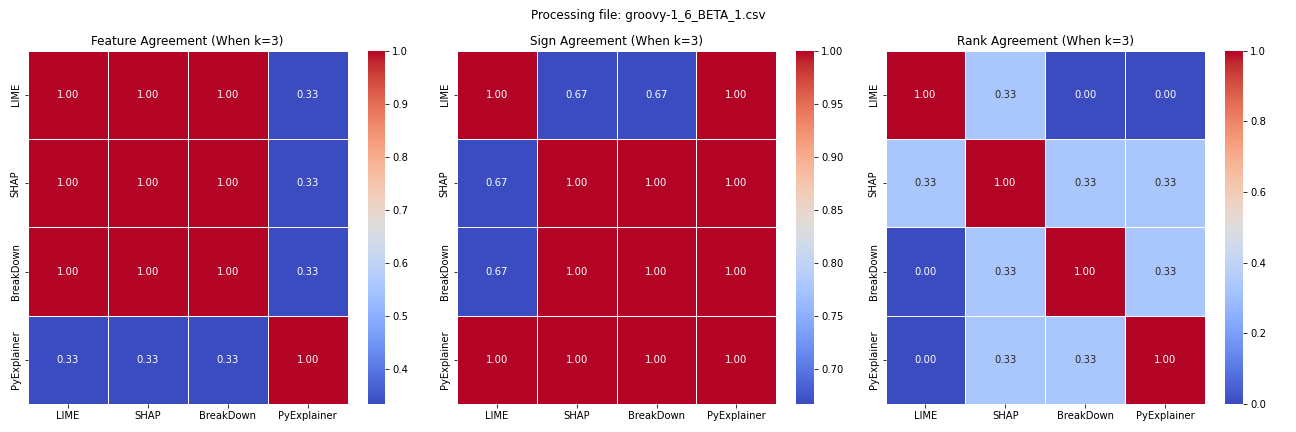 Processing file: groovy-1_6_BETA_1.csv
Feature Agreement (When k=3)
LIME
SHAP
BreakDown
PyExplainer
1.00 1.00 1.00 0.33
1.00 1.00 1.00 0.33
1.00 1.00 1.00 0.33
0.33 0.33 0.33 1.00
LIME SHAP BreakDown PyExplainer
1.0
0.9
0.8
0.7
0.6
0.5
0.4
Sign Agreement (When k=3)
LIME
SHAP
BreakDown
PyExplainer
1.00 0.67 0.67 1.00
0.67 1.00 1.00 1.00
0.67 1.00 1.00 1.00
1.00 1.00 1.00 1.00
LIME SHAP BreakDown PyExplainer
1.00
0.95
0.90
0.85
0.80
0.75
0.70
Rank Agreement (When k=3)
LIME
SHAP
BreakDown
PyExplainer
1.00 0.33 0.00 0.00
0.33 1.00 0.33 0.33
0.00 0.33 1.00 0.33
0.00 0.33 0.33 1.00
LIME SHAP BreakDown PyExplainer
1.0
0.8
0.6
0.4
0.2
0.0